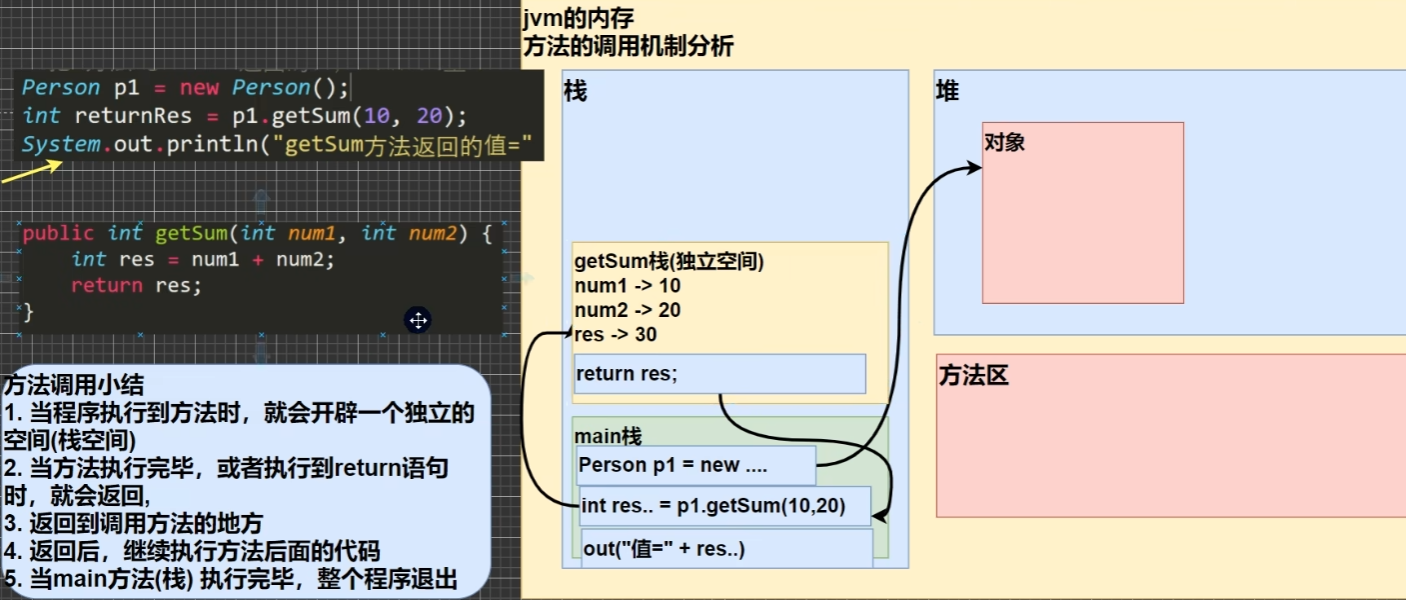 jvm的内存
方法的调用机制分析
Person p1 = new Person();
int returnRes = p1.getSum(10, 20);
System.out.println("getSum方法返回的值="
public int getSum(int num1, int num2) {
int res = num1 + num2;
return res;
}
方法调用小结
1. 当程序执行到方法时，就会开辟一个独立的
空间(栈空间)
2. 当方法执行完毕，或者执行到return语句
时，就会返回,
3. 返回到调用方法的地方
4. 返回后，继续执行方法后面的代码
5. 当main方法(栈) 执行完毕，整个程序退出
栈
getSum栈(独立空间)
num1 -> 10
num2 -> 20
res -> 30
return res;
main栈
Person p1 = new ....
int res.. = p1.getSum(10,20)
out("值=" + res..)
堆
对象
方法区